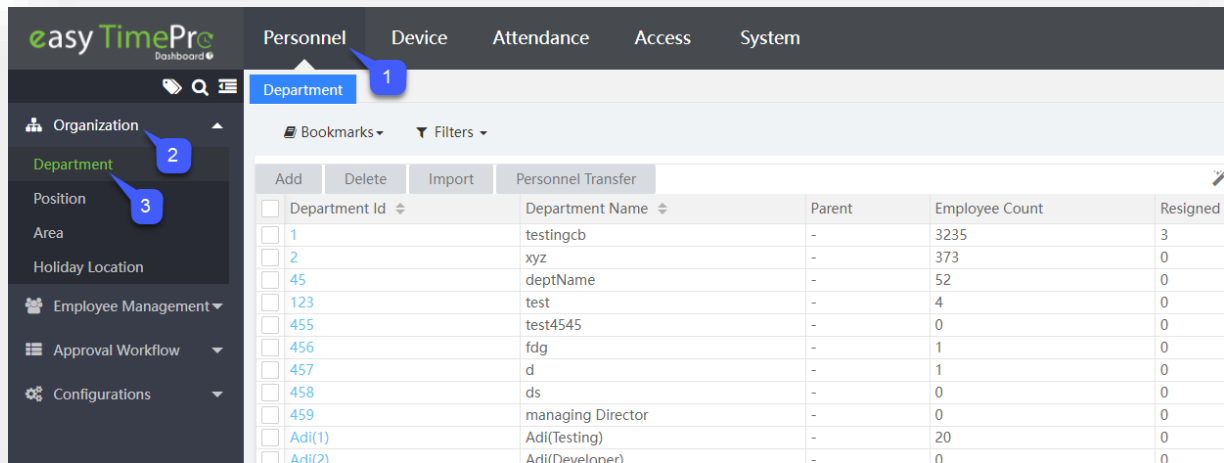 easy TimePro
Dashboard
Personnel Device Attendance Access System
1
Department
Organization
2
Bookmarks Filters
Department
3
Position
Area
Holiday Location
Employee Management
Approval Workflow
Configurations
Add Delete Import Personnel Transfer
Department Id Department Name Parent Employee Count Resigned
1 testingcb - 3235 3
2 xyz - 373 0
45 deptName - 52 0
123 test - 4 0
455 test4545 - 0 0
456 fdg - 1 0
457 d - 1 0
458 ds - 0 0
459 managing Director - 0 0
Adi(1) Adi(Testing) - 20 0
Adi(2) Adi(Developer) - 0 0